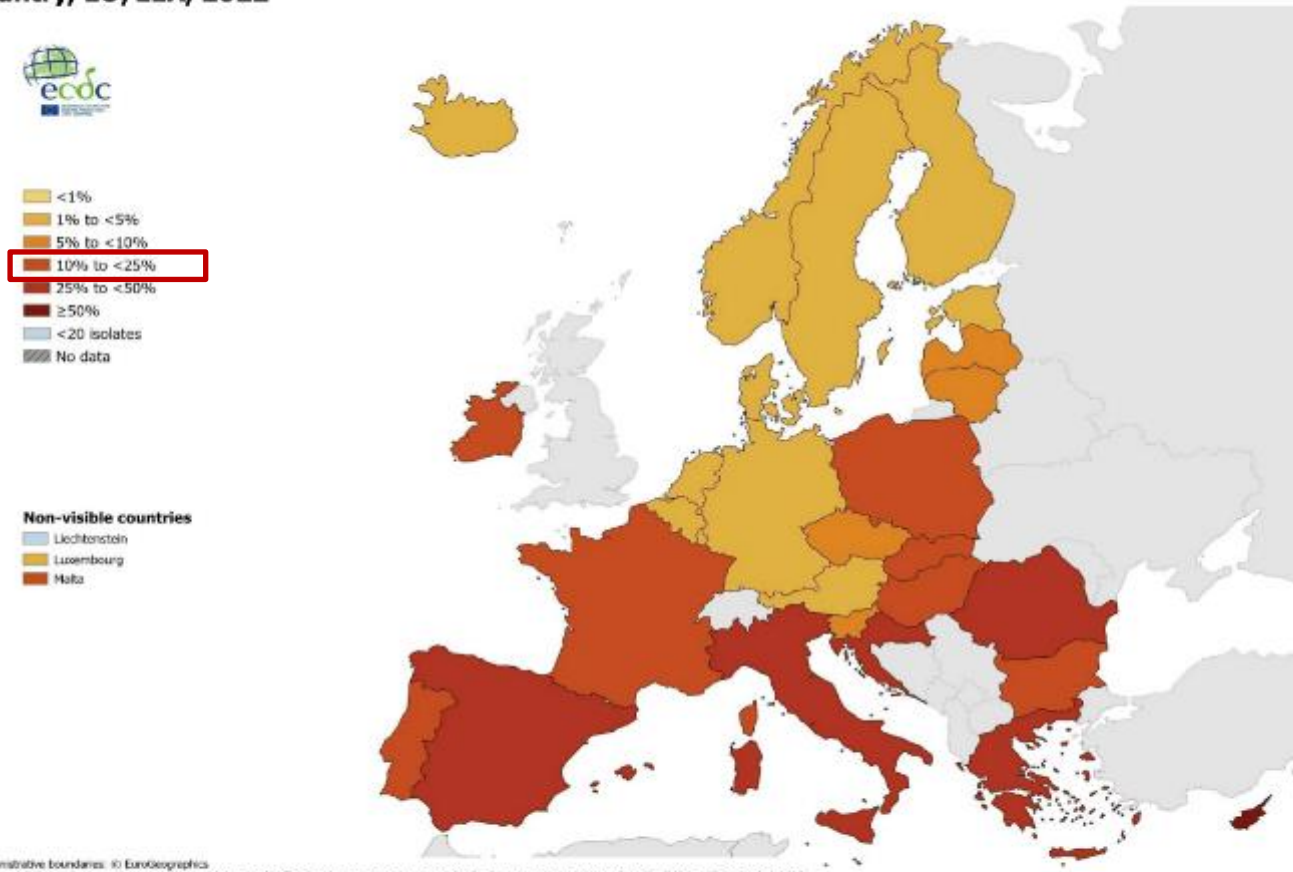 ecdc
<1%
1% to <5%
5% to <10%
10% to <25%
25% to <50%
≥50%
<20 isolates
No data
Non-visible countries
Liechtenstein
Luxembourg
Malta
boundaries: © EuroGeographics